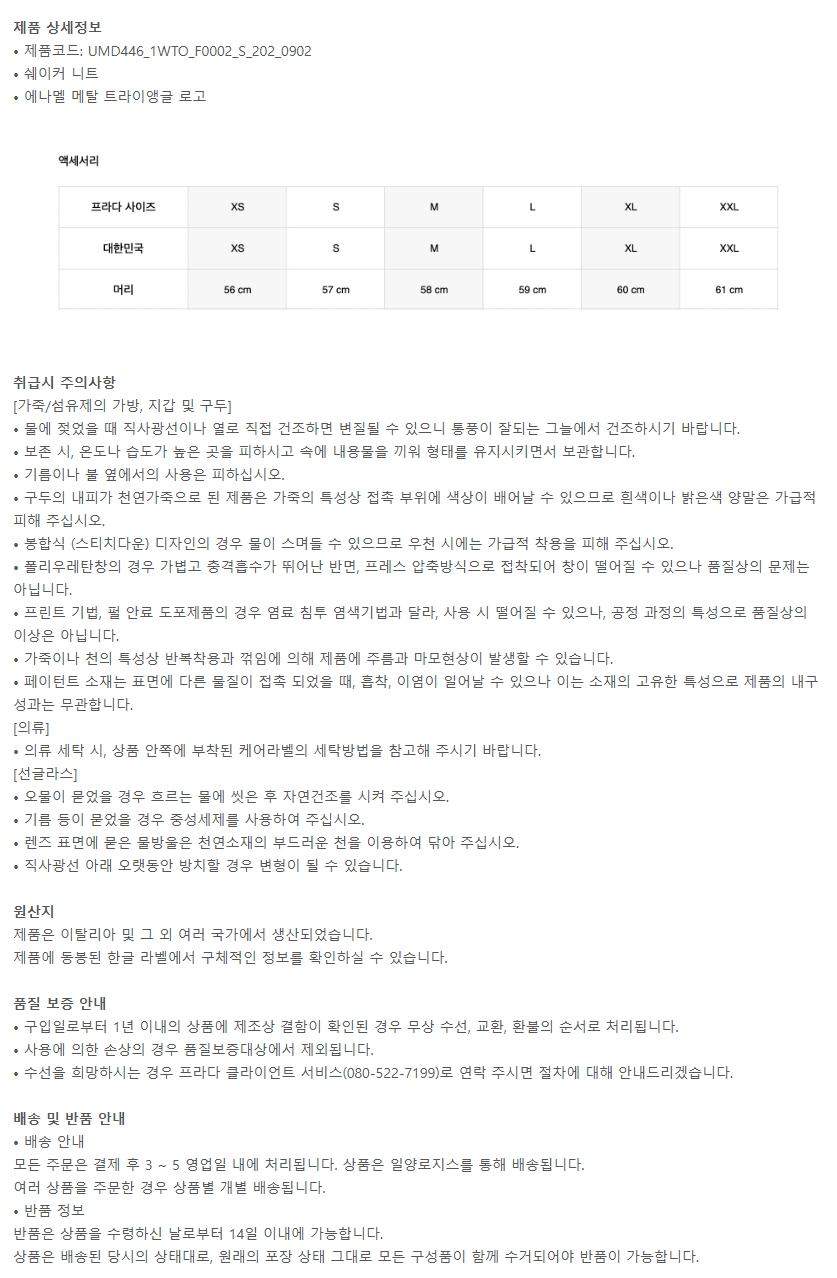 제품 상세정보
• 제품코드: UMD446_1WTO_F0002_S_202_0902
• 쉐이커 니트
• 에나멜 메탈 트라이앵글 로고
액세서리
프라다 사이즈 XS S M L XL XXL
대한민국 XS S M L XL XXL
머리 56 cm 57 cm 58 cm 59 cm 60 cm 61 cm
취급시 주의사항
[가죽/섬유제의 가방, 지갑 및 구두]
• 물에 젖었을 때 직사광선이나 열로 직접 건조하면 변질될 수 있으니 통풍이 잘되는 그늘에서 건조하시기 바랍니다.
• 보존 시, 온도나 습도가 높은 곳을 피하시고 속에 내용물을 끼워 형태를 유지시키면서 보관합니다.
• 기름이나 불 옆에서의 사용은 피하십시오.
• 구두의 내피가 천연가죽으로 된 제품은 가죽의 특성상 접촉 부위에 색상이 배어날 수 있으므로 흰색이나 밝은색 양말은 가급적
피해 주십시오.
• 봉합식 (스티치다운) 디자인의 경우 물이 스며들 수 있으므로 우천 시에는 가급적 착용을 피해 주십시오.
• 폴리우레탄창의 경우 가볍고 충격흡수가 뛰어난 반면, 프레스 압축방식으로 접착되어 창이 떨어질 수 있으나 품질상의 문제는
아닙니다.
• 프린트 기법, 펄 안료 도포제품의 경우 염료 침투 염색기법과 달라, 사용 시 떨어질 수 있으나, 공정 과정의 특성으로 품질상의
이상은 아닙니다.
• 가죽이나 천의 특성상 반복착용과 꺾임에 의해 제품에 주름과 마모현상이 발생할 수 있습니다.
• 페이턴트 소재는 표면에 다른 물질이 접촉 되었을 때, 흡착, 이염이 일어날 수 있으나 이는 소재의 고유한 특성으로 제품의 내구
성과는 무관합니다.
[의류]
• 의류 세탁 시, 상품 안쪽에 부착된 케어라벨의 세탁방법을 참고해 주시기 바랍니다.
[선글라스]
• 오물이 묻었을 경우 흐르는 물에 씻은 후 자연건조를 시켜 주십시오.
• 기름 등이 묻었을 경우 중성세제를 사용하여 주십시오.
• 렌즈 표면에 묻은 물방울은 천연소재의 부드러운 천을 이용하여 닦아 주십시오.
• 직사광선 아래 오랫동안 방치할 경우 변형이 될 수 있습니다.
원산지
제품은 이탈리아 및 그 외 여러 국가에서 생산되었습니다.
제품에 동봉된 한글 라벨에서 구체적인 정보를 확인하실 수 있습니다.
품질 보증 안내
• 구입일로부터 1년 이내의 상품에 제조상 결함이 확인된 경우 무상 수선, 교환, 환불의 순서로 처리됩니다.
• 사용에 의한 손상의 경우 품질보증대상에서 제외됩니다.
• 수선을 희망하시는 경우 프라다 클라이언트 서비스(080-522-7199)로 연락 주시면 절차에 대해 안내드리겠습니다.
배송 및 반품 안내
• 배송 안내
모든 주문은 결제 후 3 ~ 5 영업일 내에 처리됩니다. 상품은 일양로지스를 통해 배송됩니다.
여러 상품을 주문한 경우 상품별 개별 배송됩니다.
• 반품 정보
반품은 상품을 수령하신 날로부터 14일 이내에 가능합니다.
상품은 배송된 당시의 상태대로, 원래의 포장 상태 그대로 모든 구성품이 함께 수거되어야 반품이 가능합니다.